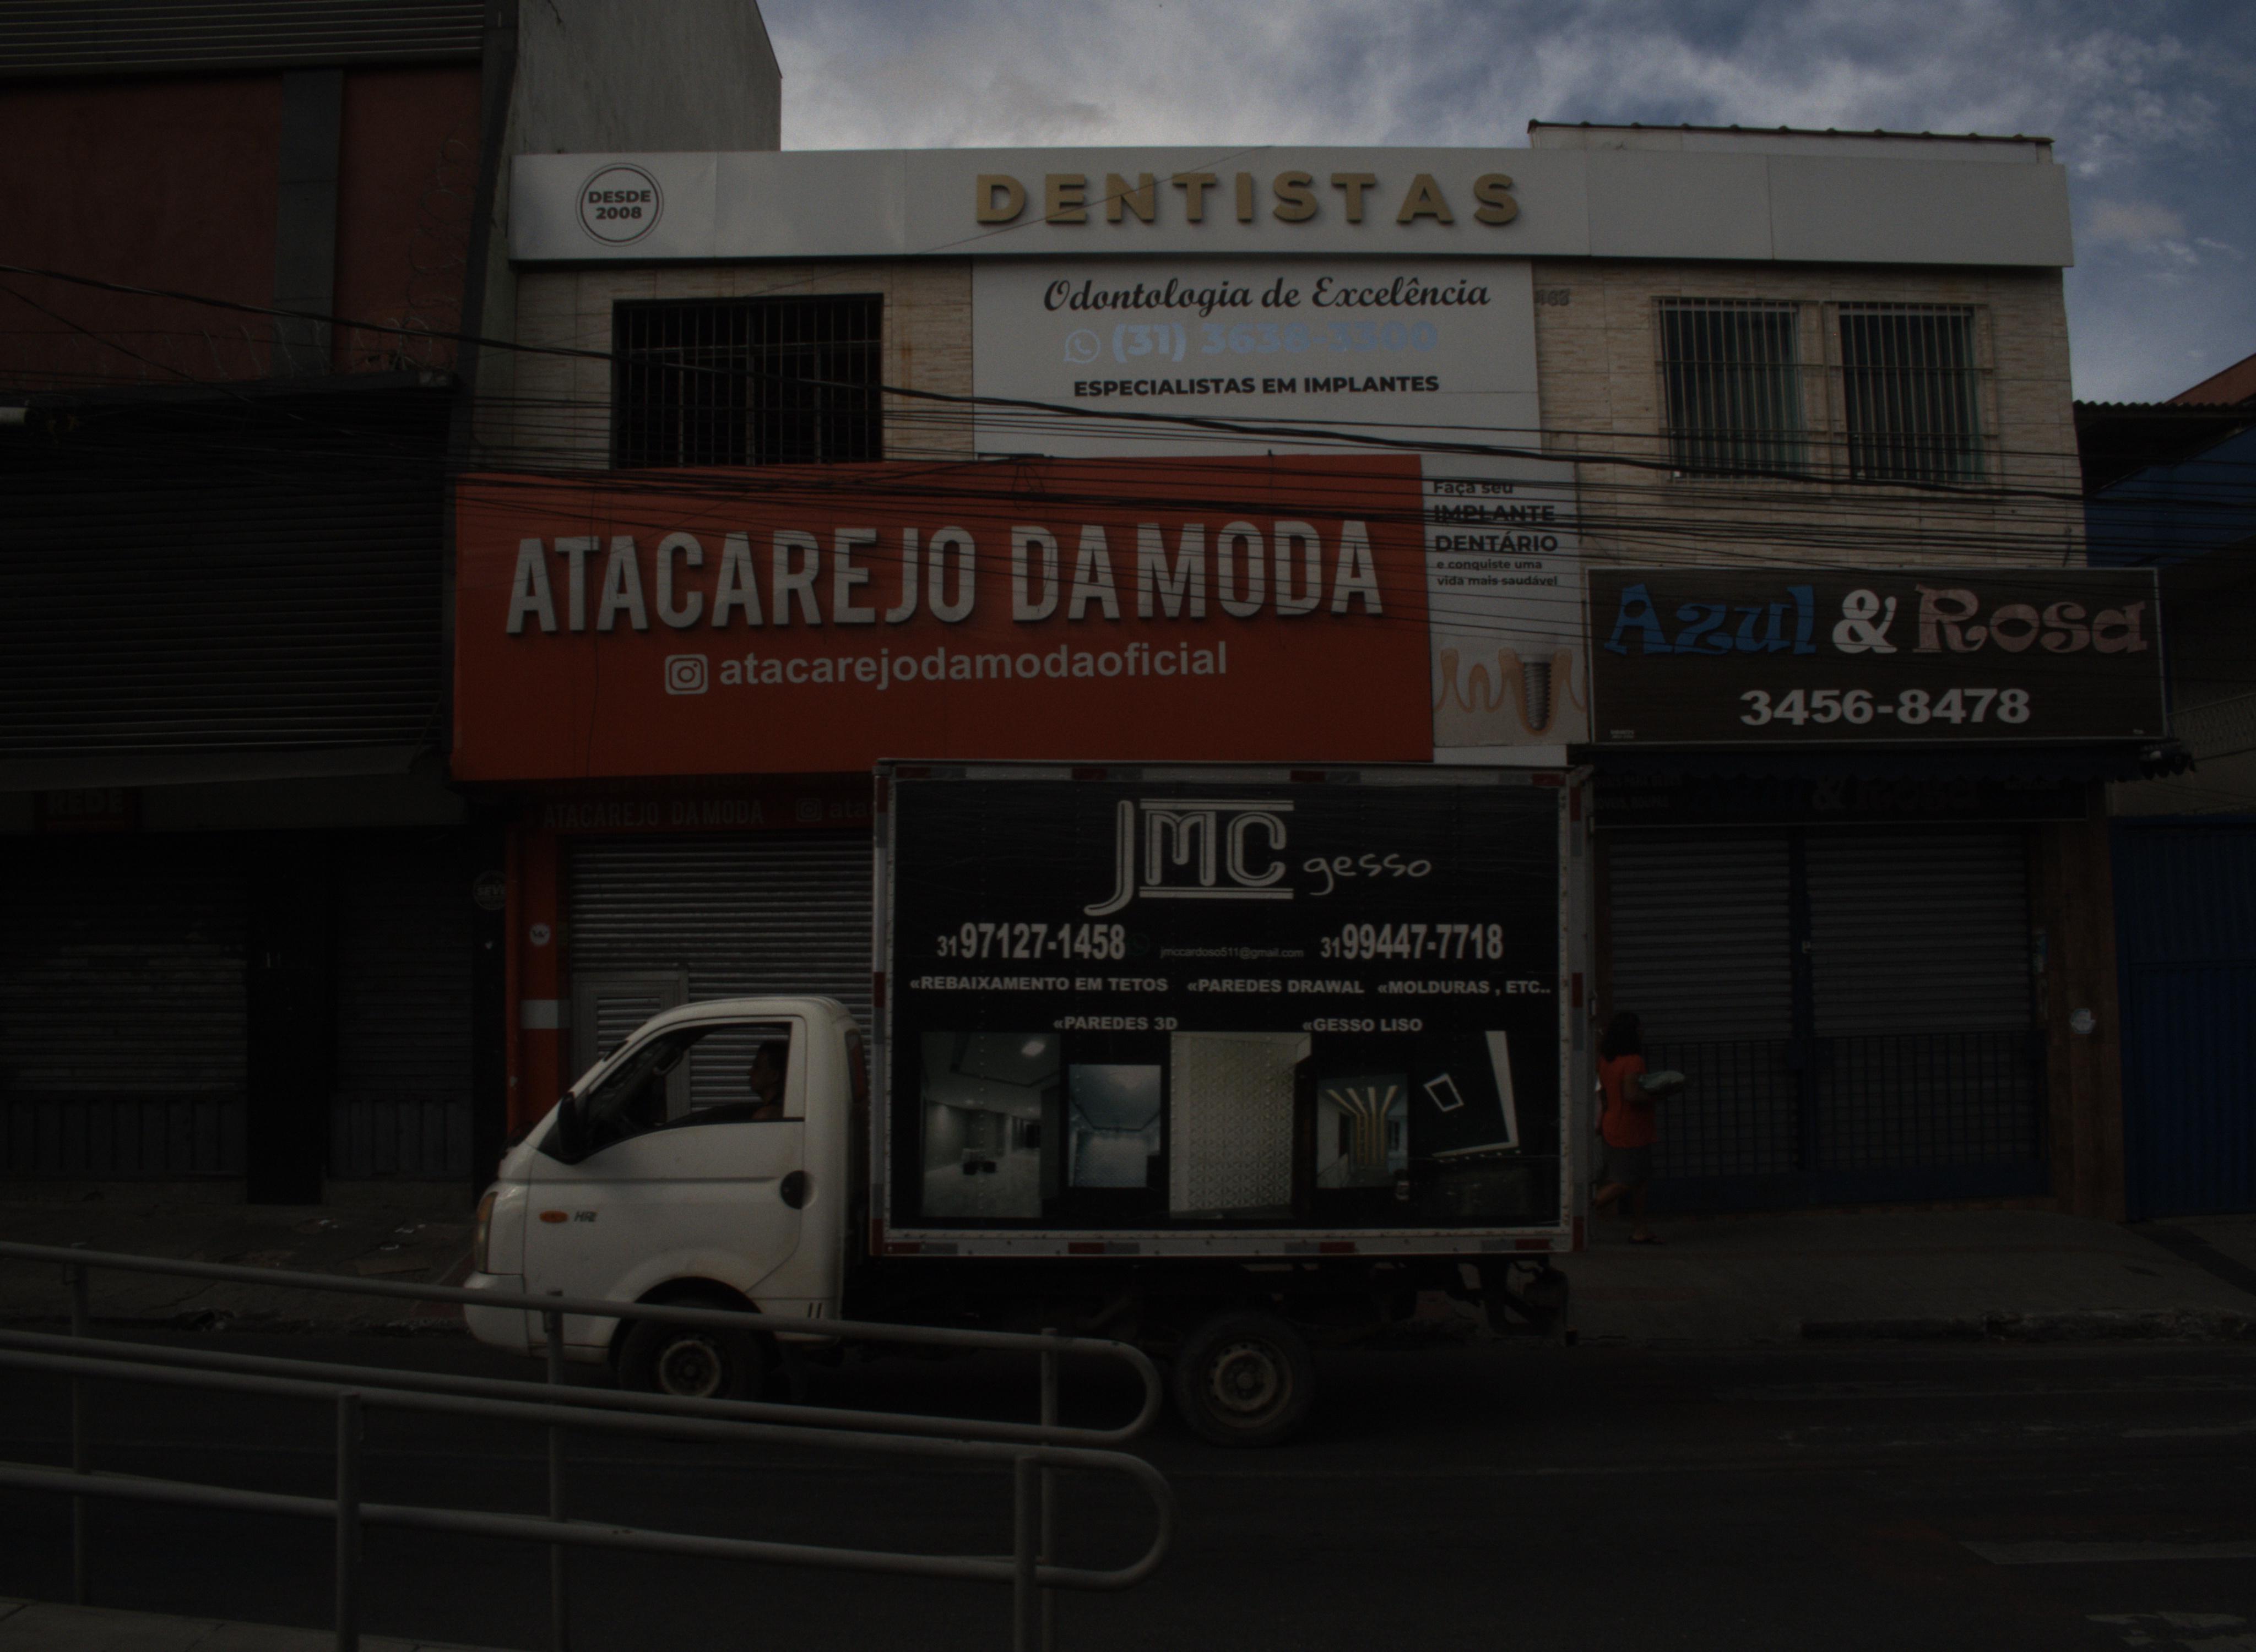 DESDE
2008
DENTISTAS
Odontologia de Excelência
(31) 3638-3300
ESPECIALISTAS EM IMPLANTES
Faça seu
IMPLANTE
DENTÁRIO
e conquiste uma
vida mais saudável
ATACAREJO DA MODA
atacarejodamodaoficial
Azul & Rosa
3456-8478
REDE
ATACAREJO DA MODA
JMC gesso
31 97127-1458 jmccardoso511@gmail.com 31 99447-7718
«REBAIXAMENTO EM TETOS «PAREDES DRAWAL «MOLDURAS , ETC..
«PAREDES 3D «GESSO LISO
HR